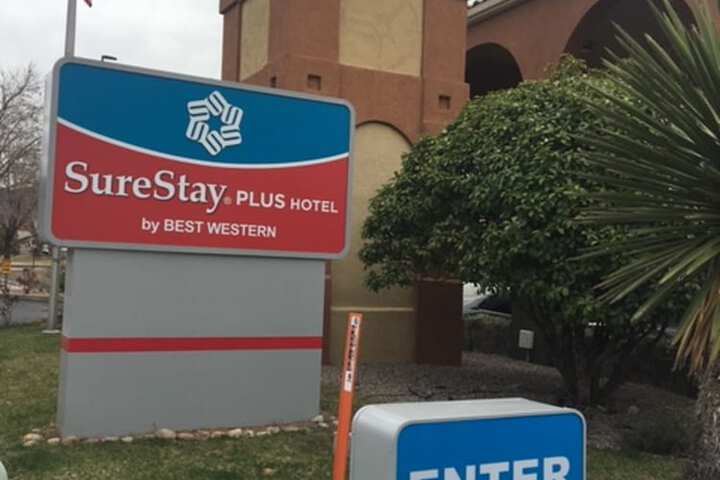 SureStay® PLUS HOTEL
by BEST WESTERN
ENTER